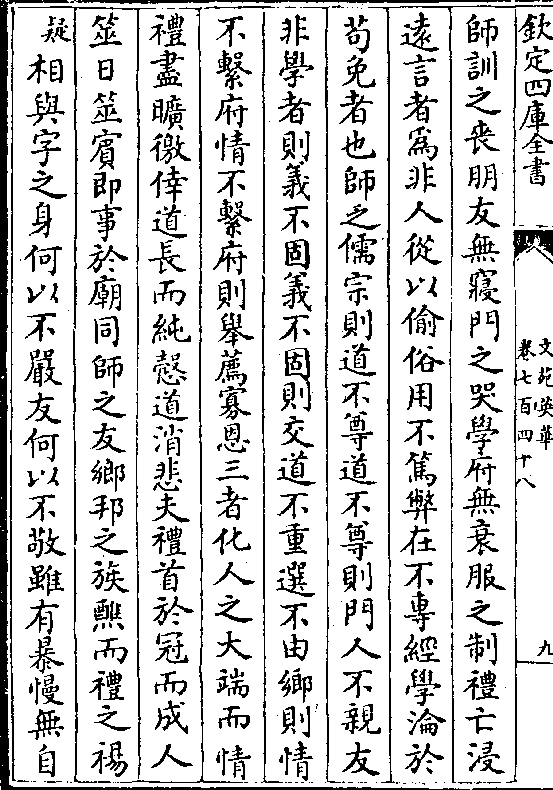 欽定四庫全書
文苑英華
卷七百四十八
九
師訓之喪朋友無寢門之哭學府無衰服之制禮亡浸
遠言者爲非人從以偷俗用不篤弊在不專經學淪於
苟免者也師乏儒宗則道不尊道不尊則門人不親友
非學者則義不固義不固則交道不重選不由鄉則情
不繫府情不繫府則舉薦寡恩三者化人之大端而情
禮盡曠徼倖道長而純慤道消悲夫禮首於冠而成人
筮日筮賓即事於廟同師之友鄉邦之族醮而禮之裼
疑相與字之身何以不嚴友何以不敬雖有暴慢無自